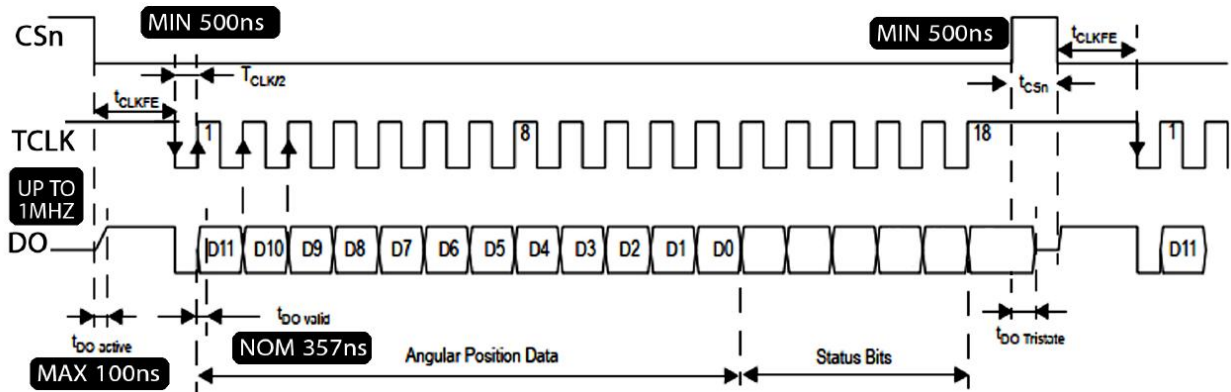 CSn
MIN 500ns
MIN 500ns
tCLKFE
TCLK/2
tCSn
tCLKFE
TCLK
1
8
18
1
UP TO
1MHZ
DO
D11 D10 D9 D8 D7 D6 D5 D4 D3 D2 D1 D0
D11
tDO active
tDO valid
tDO Tristate
MAX 100ns
NOM 357ns
Angular Position Data
Status Bits